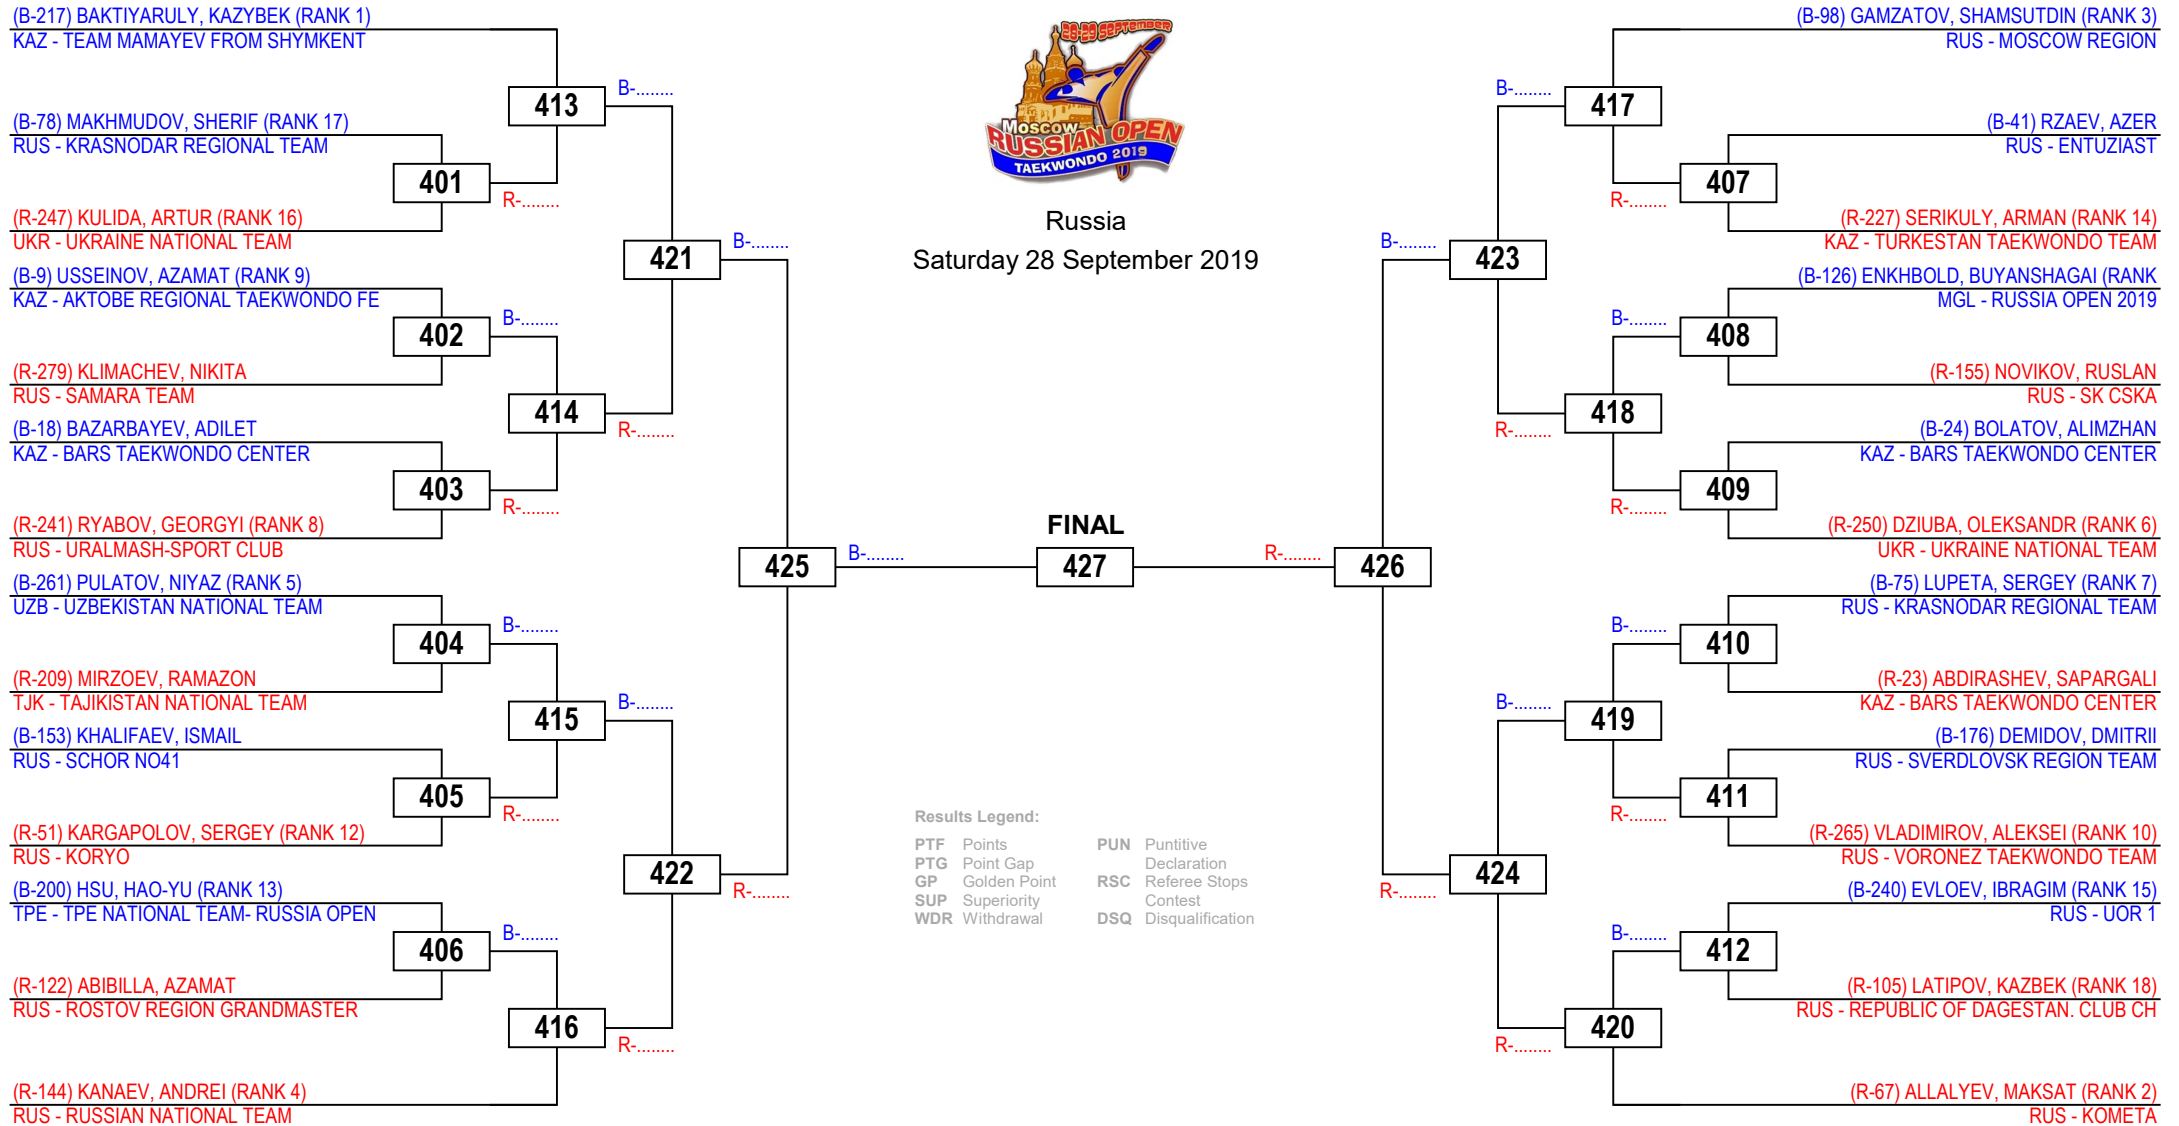 (B-217) BAKTIYARULY, KAZYBEK (RANK 1)
KAZ - TEAM MAMAYEV FROM SHYMKENT
413
B-........
(B-78) MAKHMUDOV, SHERIF (RANK 17)
RUS - KRASNODAR REGIONAL TEAM
401
R-........
(R-247) KULIDA, ARTUR (RANK 16)
UKR - UKRAINE NATIONAL TEAM
421
B-........
(B-9) USSEINOV, AZAMAT (RANK 9)
KAZ - AKTOBE REGIONAL TAEKWONDO FE
402
B-........
(R-279) KLIMACHEV, NIKITA
RUS - SAMARA TEAM
414
R-........
(B-18) BAZARBAYEV, ADILET
KAZ - BARS TAEKWONDO CENTER
403
R-........
(R-241) RYABOV, GEORGYI (RANK 8)
RUS - URALMASH-SPORT CLUB
425
B-........
(B-261) PULATOV, NIYAZ (RANK 5)
UZB - UZBEKISTAN NATIONAL TEAM
404
B-........
(R-209) MIRZOEV, RAMAZON
TJK - TAJIKISTAN NATIONAL TEAM
415
B-........
(B-153) KHALIFAEV, ISMAIL
RUS - SCHOR NO41
405
R-........
(R-51) KARGAPOLOV, SERGEY (RANK 12)
RUS - KORYO
422
R-........
(B-200) HSU, HAO-YU (RANK 13)
TPE - TPE NATIONAL TEAM- RUSSIA OPEN
406
B-........
(R-122) ABIBILLA, AZAMAT
RUS - ROSTOV REGION GRANDMASTER
416
R-........
(R-144) KANAEV, ANDREI (RANK 4)
RUS - RUSSIAN NATIONAL TEAM
28-29 SEPTEMBER
MOSCOW
RUSSIAN OPEN
TAEKWONDO 2019
Russia
Saturday 28 September 2019
FINAL
427
Results Legend:
PTF Points
PTG Point Gap
GP Golden Point
SUP Superiority
WDR Withdrawal
PUN Puntitive
Declaration
RSC Referee Stops
Contest
DSQ Disqualification
(B-98) GAMZATOV, SHAMSUTDIN (RANK 3)
RUS - MOSCOW REGION
B-........
417
(B-41) RZAEV, AZER
RUS - ENTUZIAST
R-........
407
(R-227) SERIKULY, ARMAN (RANK 14)
KAZ - TURKESTAN TAEKWONDO TEAM
B-........
423
(B-126) ENKHBOLD, BUYANSHAGAI (RANK
MGL - RUSSIA OPEN 2019
B-........
408
(R-155) NOVIKOV, RUSLAN
RUS - SK CSKA
R-........
418
(B-24) BOLATOV, ALIMZHAN
KAZ - BARS TAEKWONDO CENTER
R-........
409
(R-250) DZIUBA, OLEKSANDR (RANK 6)
UKR - UKRAINE NATIONAL TEAM
R-........
426
(B-75) LUPETA, SERGEY (RANK 7)
RUS - KRASNODAR REGIONAL TEAM
B-........
410
(R-23) ABDIRASHEV, SAPARGALI
KAZ - BARS TAEKWONDO CENTER
B-........
419
(B-176) DEMIDOV, DMITRII
RUS - SVERDLOVSK REGION TEAM
R-........
411
(R-265) VLADIMIROV, ALEKSEI (RANK 10)
RUS - VORONEZ TAEKWONDO TEAM
R-........
424
(B-240) EVLOEV, IBRAGIM (RANK 15)
RUS - UOR 1
B-........
412
(R-105) LATIPOV, KAZBEK (RANK 18)
RUS - REPUBLIC OF DAGESTAN. CLUB CH
R-........
420
(R-67) ALLALYEV, MAKSAT (RANK 2)
RUS - KOMETA